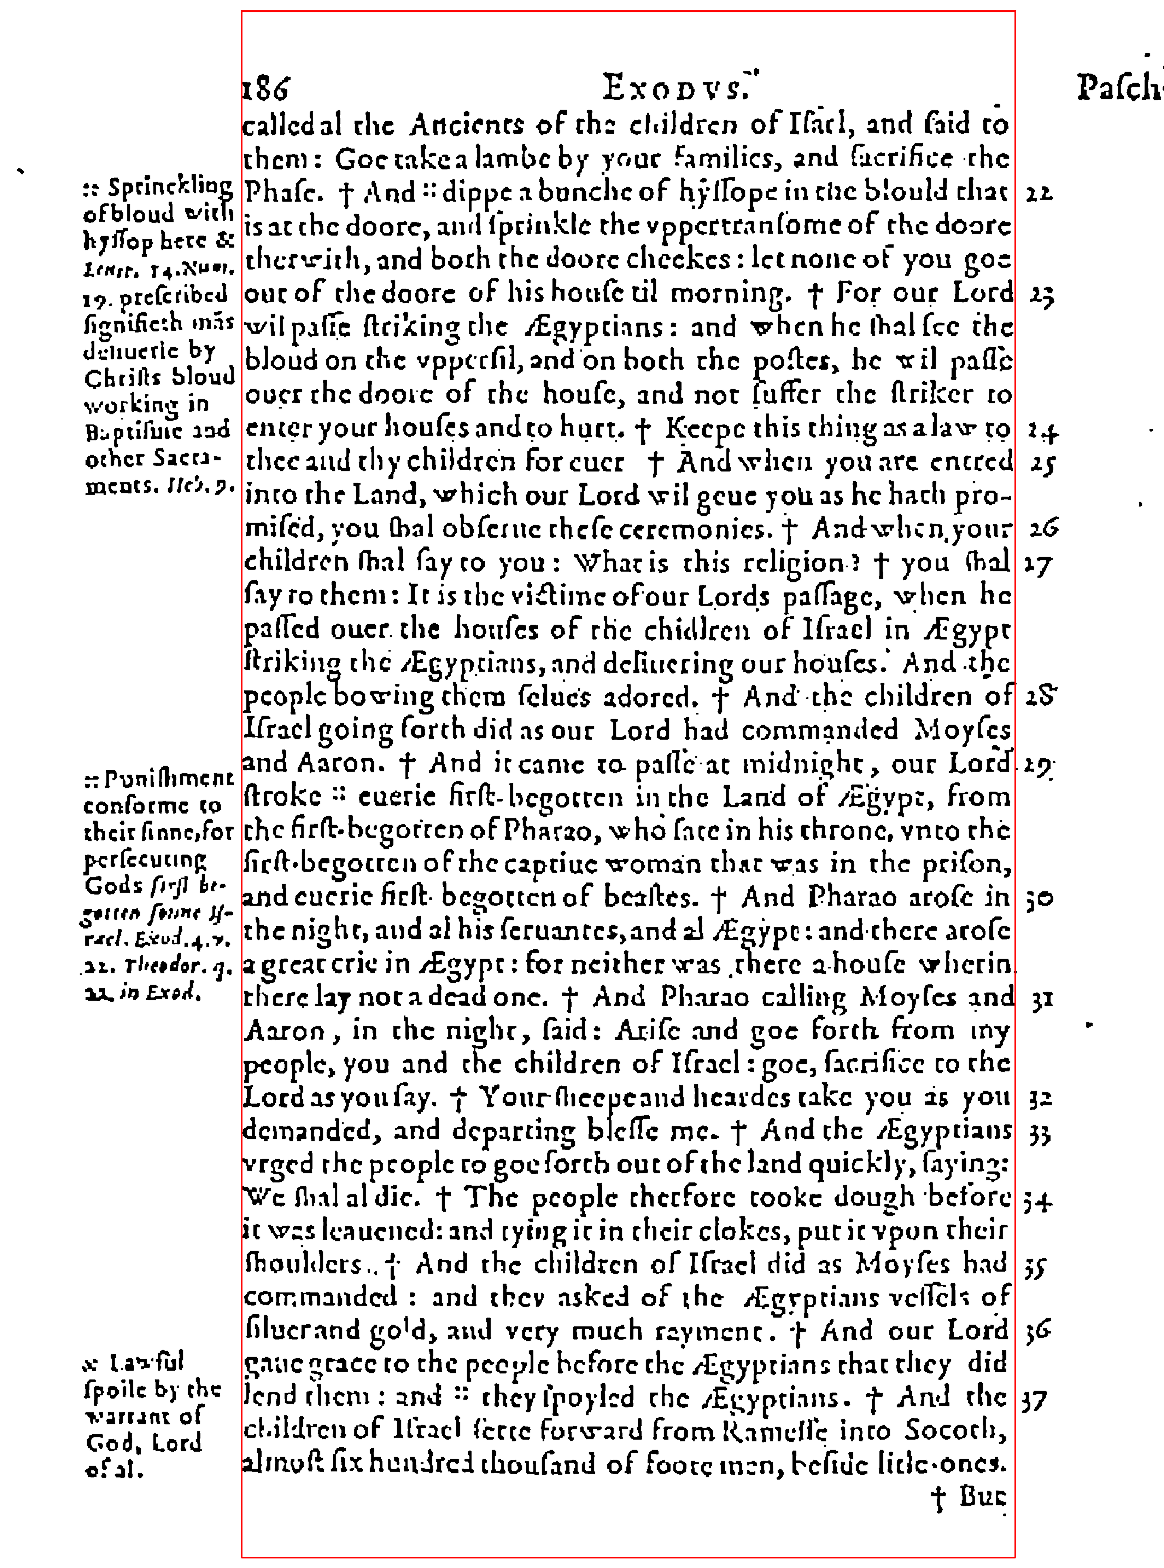 186 EXODVS. Paſch
called al the Ancients of the children of Iſrael, and ſaid to
them: Goe take a lambe by your families, and ſacrifice the
Phaſe. † And :: dippe a bunche of hyſſope in the bloud that 22
is at the doore, and ſprinkle the vppertranſome of the doore
therwith, and both the doore cheekes: let none of you goe
out of the doore of his houſe til morning. † For our Lord 23
wil paſſe ſtriking the Ægyptians: and when he ſhal ſee the
bloud on the vpperſil, and on both the poſtes, he wil paſſe
ouer the doore of the houſe, and not ſuffer the ſtriker to
enter your houſes and to hurt. † Keepe this thing as a law to 24
thee and thy children for euer † And when you are entred 25
into the Land, which our Lord wil geue you as he hath pro-
miſed, you ſhal obſerue theſe ceremonies. † And when your 26
children ſhal ſay to you: What is this religion? † you ſhal 27
ſay to them: It is the victime of our Lords paſſage, when he
paſſed ouer the houſes of the chidlren of Iſrael in Ægypt
ſtriking the Ægyptians, and deliuering our houſes. And the
people bowing them ſelues adored. † And the children of 28
Iſrael going forth did as our Lord had commanded Moyſes
and Aaron. † And it came to paſſe at midnight, our Lord 29
ſtroke :: euerie firſt-begotten in the Land of Ægypt, from
the firſt-begotten of Pharao, who ſate in his throne, vnto the
firſt-begotten of the captiue woman that was in the priſon,
and euerie firſt-begotten of beaſtes. † And Pharao aroſe in 30
the night, and al his ſeruantes, and al Ægypt: and there aroſe
a great crie in Ægypt: for neither was there a houſe wherin
there lay not a dead one. † And Pharao calling Moyſes and 31
Aaron, in the night, ſaid: Ariſe and goe forth from my
people, you and the children of Iſrael: goe, ſacrifice to the
Lord as you ſay. † Your ſheepe and heardes take you as you 32
demanded, and departing bleſſe me. † And the Ægyptians 33
vrged the people to goe forth out of the land quickly, ſaying:
We ſhal al die. † The people therfore tooke dough before 34
it was leauened: and tying it in their clokes, put it vpon their
ſhoulders. † And the children of Iſrael did as Moyſes had 35
commanded: and they asked of the Ægyptians veſſels of
ſiluer and gold, and very much rayment. † And our Lord 36
gaue grace to the people before the Ægyptians that they did
lend them: and :: they ſpoyled the Ægyptians. † And the 37
children of Iſrael ſette forward from Rameſſe into Socoth,
almoſt ſix hundred thouſand of foote men, beſide litle ones.
† But
:: Sprinckling
of bloud with
hyſſop here &
Leuit. 14. Num.
19. preſcribed
ſignifieth mãs
deliuerie by
Chriſts bloud
working in
Baptiſme and
other Sacra-
ments. Heb. 9.
:: Puniſhment
conforme to
their ſinne, for
perſecuting
Gods firſt be-
gotten ſonne Iſ-
rael. Exod. 4. v.
22. Theodor. q.
22. in Exod.
:: Lawful
ſpoile by the
warrant of
God, Lord
of al.